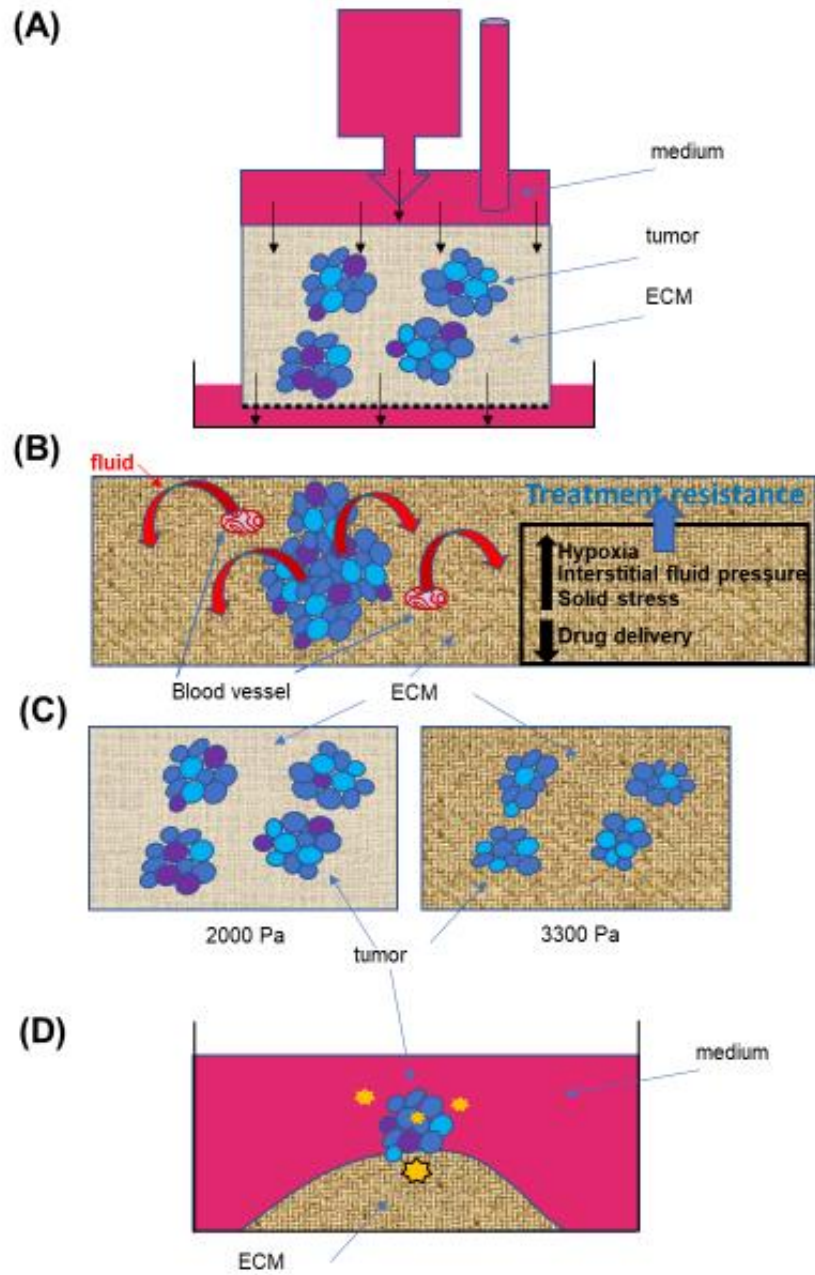 (A)
medium
tumor
ECM
(B)
fluid
Treatment resistance
Hypoxia
Interstitial fluid pressure
Solid stress
Drug delivery
Blood vessel
ECM
(C)
2000 Pa
3300 Pa
tumor
(D)
medium
ECM